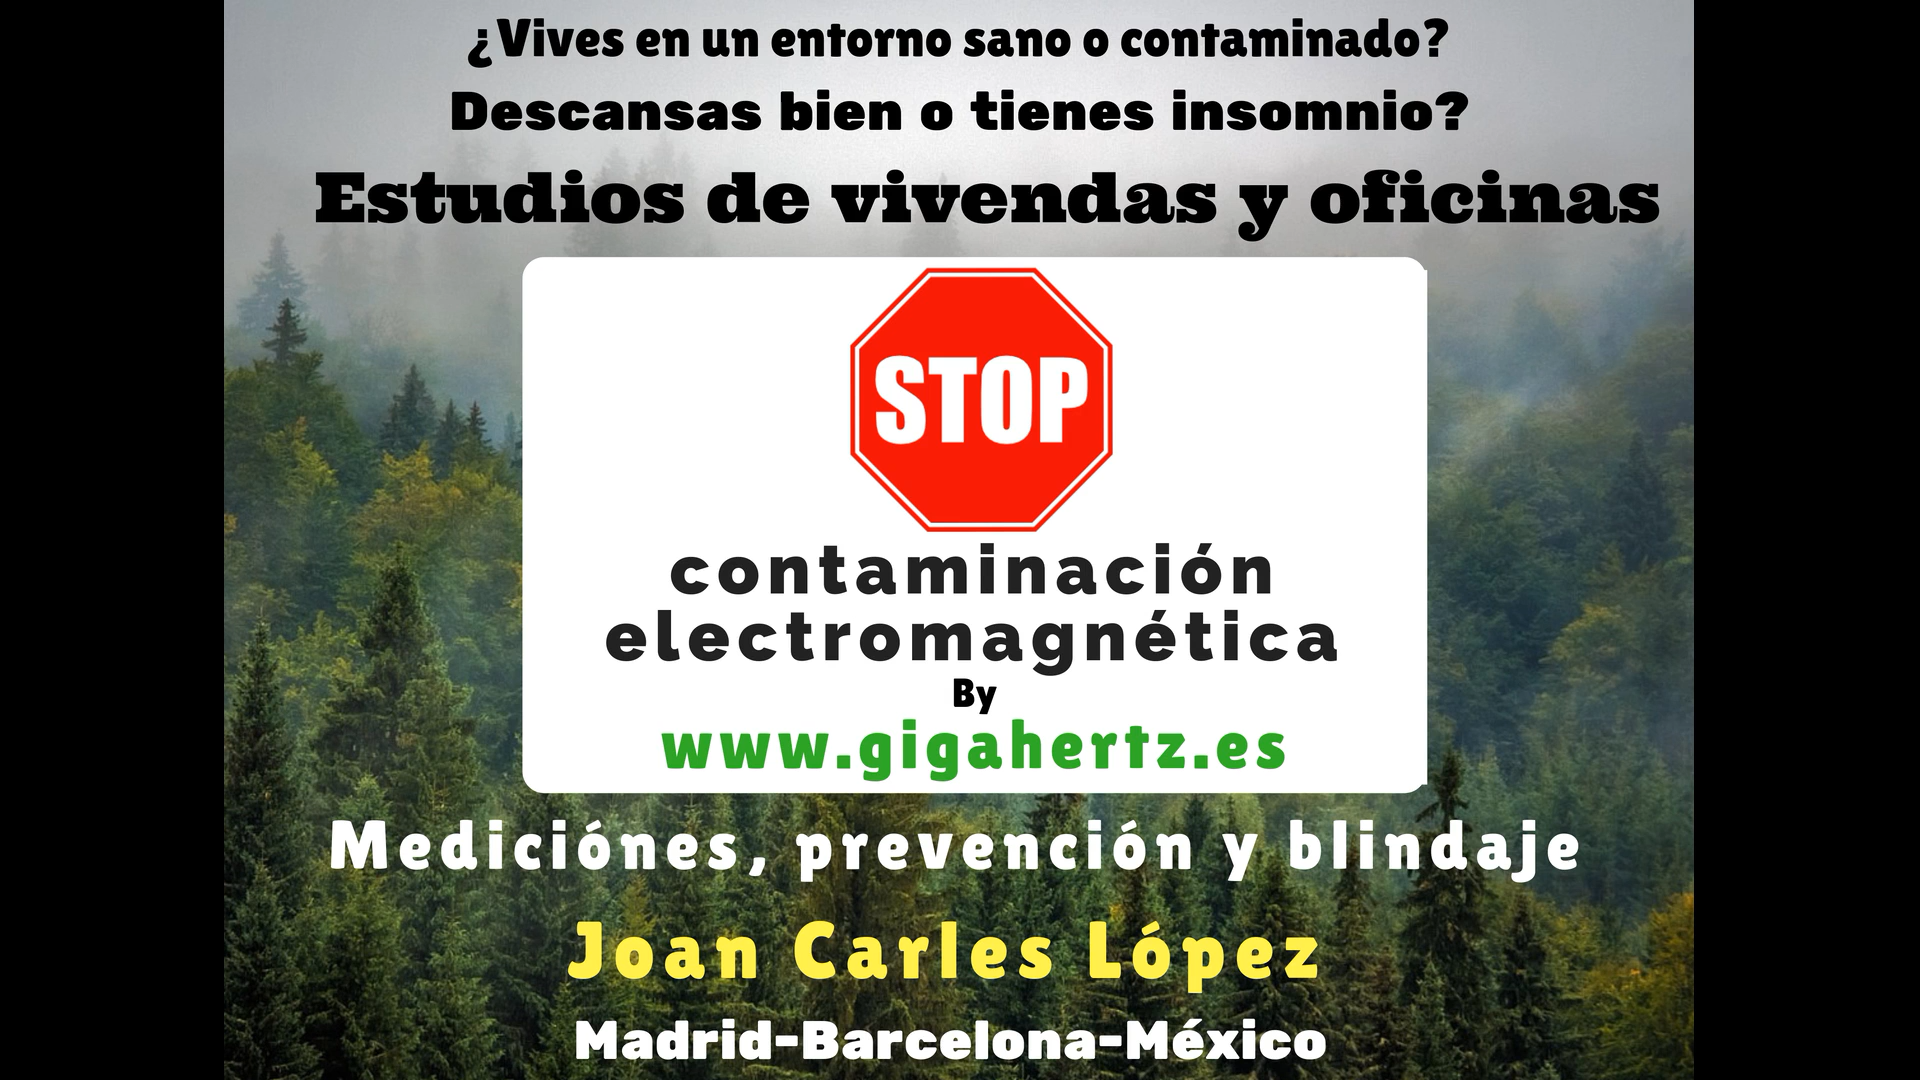 ¿Vives en un entorno sano o contaminado?
Descansas bien o tienes insomnio?
Estudios de vivendas y oficinas
STOP
contaminación
electromagnética
By
www.gigahertz.es
Mediciónes, prevención y blindaje
Joan Carles López
Madrid-Barcelona-México